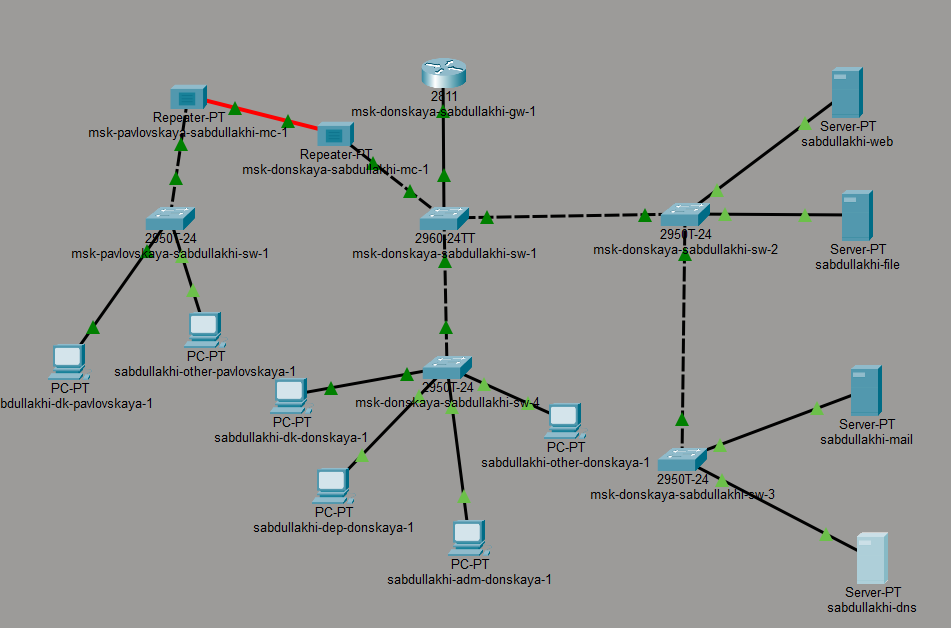 2811
msk-donskaya-sabdullakhi-gw-1
Repeater-PT
msk-pavlovskaya-sabdullakhi-mc-1
Repeater-PT
msk-donskaya-sabdullakhi-mc-1
Server-PT
sabdullakhi-web
2950T-24
msk-pavlovskaya-sabdullakhi-sw-1
2960-24TT
msk-donskaya-sabdullakhi-sw-1
2950T-24
msk-donskaya-sabdullakhi-sw-2
Server-PT
sabdullakhi-file
PC-PT
sabdullakhi-other-pavlovskaya-1
PC-PT
bdullakhi-dk-pavlovskaya-1
2950T-24
msk-donskaya-sabdullakhi-sw-4
PC-PT
sabdullakhi-dk-donskaya-1
PC-PT
sabdullakhi-other-donskaya-1
Server-PT
sabdullakhi-mail
2950T-24
msk-donskaya-sabdullakhi-sw-3
PC-PT
sabdullakhi-dep-donskaya-1
PC-PT
sabdullakhi-adm-donskaya-1
Server-PT
sabdullakhi-dns